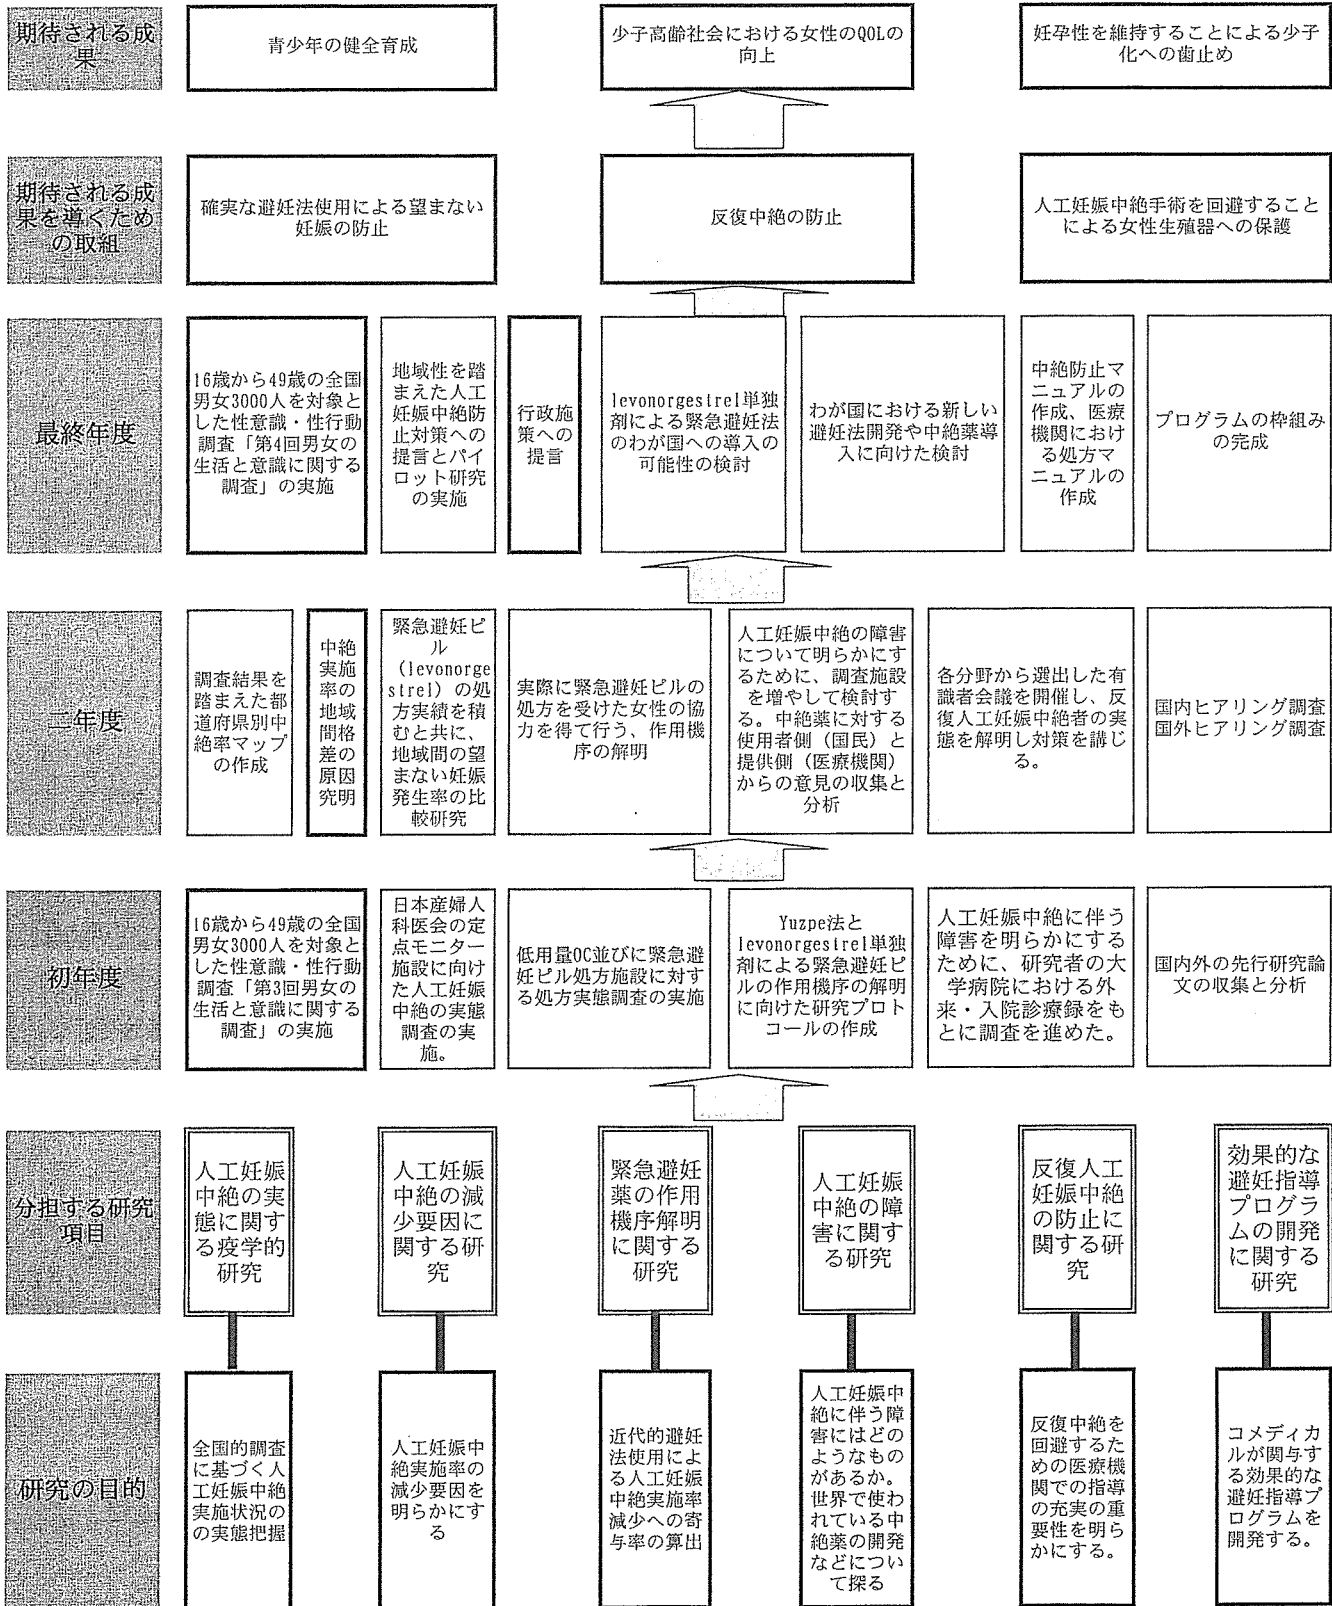 期待される成
果
青少年の健全育成
少子高齢社会における女性のQOLの
向上
妊孕性を維持することによる少子
化への歯止め
期待される成
果を導くため
の取組
確実な避妊法使用による望まない
妊娠の防止
反復中絶の防止
人工妊娠中絶手術を回避すること
による女性生殖器への保護
最終年度
16歳から49歳の全国
男女3000人を対象と
した性意識・性行動
調査「第4回男女の
生活と意識に関する
調査」の実施
地域性を踏
まえた人工
妊娠中絶防
止対策への
提言とパイ
ロット研究
の実施
行政施
策への
提言
levonorgestrel単独
剤による緊急避妊法
のわが国への導入の
可能性の検討
わが国における新しい
避妊法開発や中絶薬導
入に向けた検討
中絶防止マ
ニュアルの
作成、医療
機関におけ
る処方マ
ニュアルの
作成
プログラムの枠組み
の完成
二年度
調査結果を
踏まえた都
道府県別中
絶率マップ
の作成
中絶
実施
率の
地域
間格
差の
原因
究明
緊急避妊ピ
ル
（levonorge
strel）の処
方実績を積
むと共に、
地域間の望
まない妊娠
発生率の比
較研究
実際に緊急避妊ピルの
処方を受けた女性の協
力を得て行う、作用機
序の解明
人工妊娠中絶の障害
について明らかにす
るために、調査施設
を増やして検討す
る。中絶薬に対する
使用者側（国民）と
提供側（医療機関）
からの意見の収集と
分析
各分野から選出した有
識者会議を開催し、反
復人工妊娠中絶者の実
態を解明し対策を講じ
る。
国内ヒアリング調査
国外ヒアリング調査
初年度
16歳から49歳の全国
男女3000人を対象と
した性意識・性行動
調査「第3回男女の
生活と意識に関する
調査」の実施
日本産婦人
科医会の定
点モニター
施設に向け
た人工妊娠
中絶の実態
調査の実
施。
低用量OC並びに緊急避
妊ピル処方施設に対す
る処方実態調査の実施
Yuzpe法と
levonorgestrel単独
剤による緊急避妊ピ
ルの作用機序の解明
に向けた研究プロト
コールの作成
人工妊娠中絶に伴う
障害を明らかにする
ために、研究者の大
学病院における外
来・入院診療録をも
とに調査を進めた。
国内外の先行研究論
文の収集と分析
分担する研究
項目
人工妊娠
中絶の実
態に関す
る疫学的
研究
人工妊娠
中絶の減
少要因に
関する研
究
緊急避妊
薬の作用
機序解明
に関する
研究
人工妊娠
中絶の障
害に関す
る研究
反復人工
妊娠中絶
の防止に
関する研
究
効果的な
避妊指導
プログラ
ムの開発
に関する
研究
研究の目的
全国的調査
に基づく人
工妊娠中絶
実施状況の
の実態把握
人工妊娠中
絶実施率の
減少要因を
明らかにす
る
近代的避妊
法使用によ
る人工妊娠
中絶実施率
減少への寄
与率の算出
人工妊娠中
絶に伴う障
害にはどの
ようなもの
があるか。
世界で使わ
れている中
絶薬の開発
などについ
て探る
反復中絶を
回避するた
めの医療機
関での指導
の充実の重
要性を明ら
かにする。
コメディカ
ルが関与す
る効果的な
避妊指導プ
ログラムを
開発する。